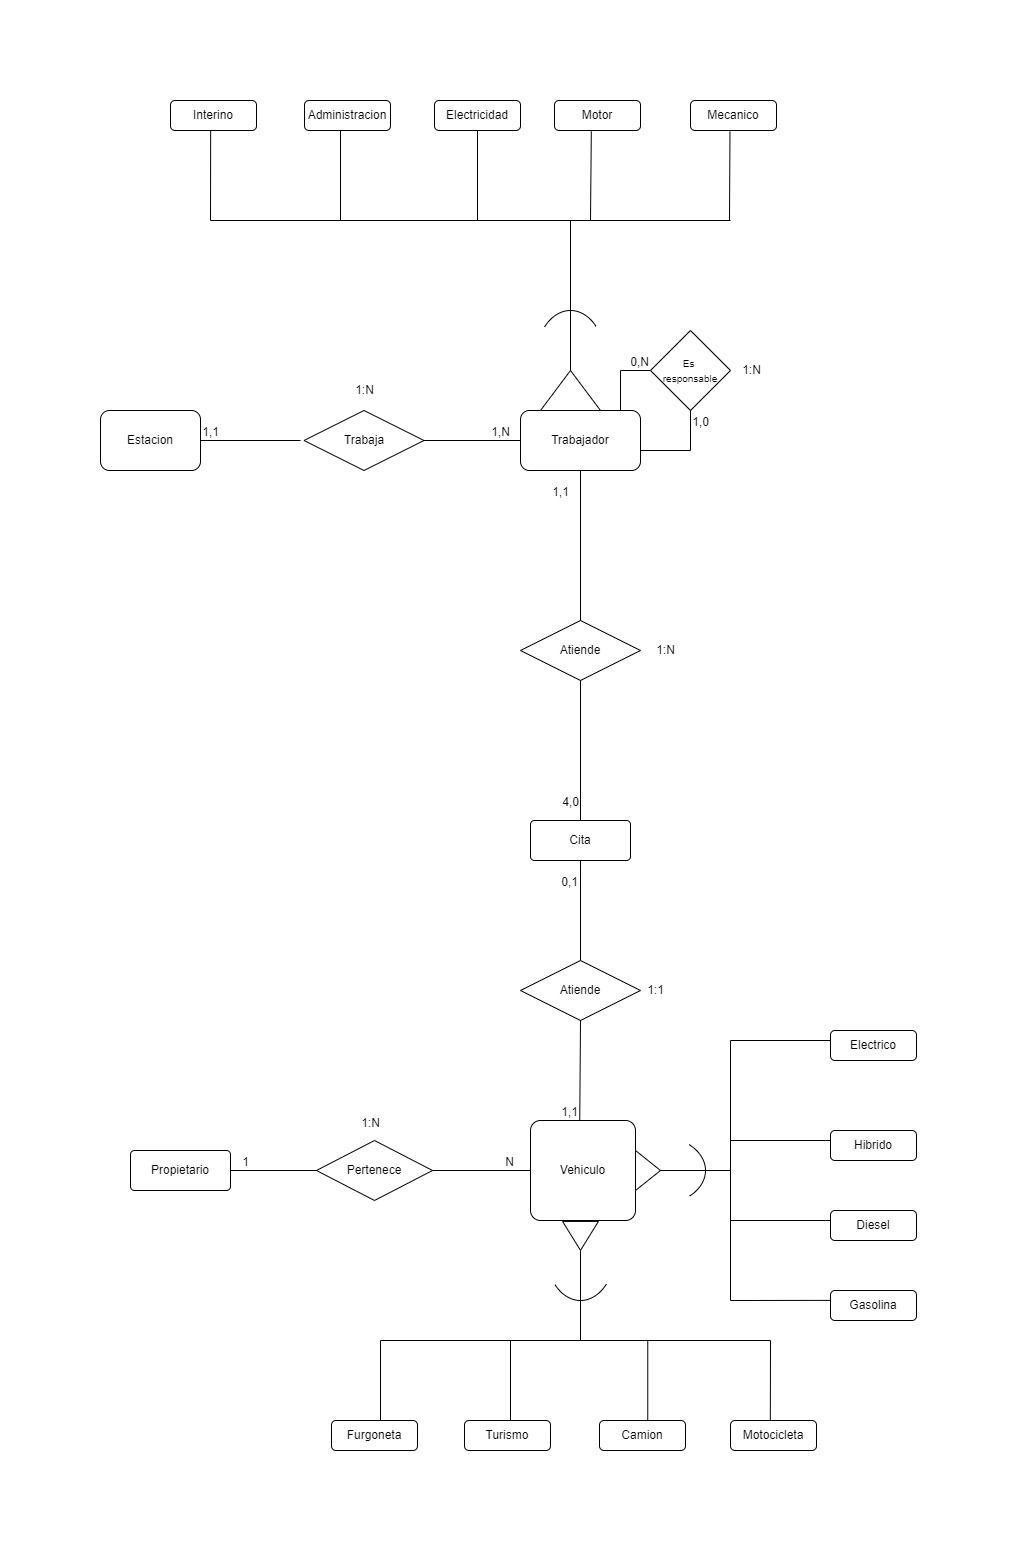 Interino
Administracion
Electricidad
Motor
Mecanico
0,N
Es
responsable
1:N
1:N
1,0
Estacion
1,1
Trabaja
1,N
Trabajador
1,1
Atiende
1:N
4,0
Cita
0,1
Atiende
1:1
Electrico
1,1
1:N
Hibrido
Propietario
1
Pertenece
N
Vehiculo
Diesel
Gasolina
Furgoneta
Turismo
Camion
Motocicleta